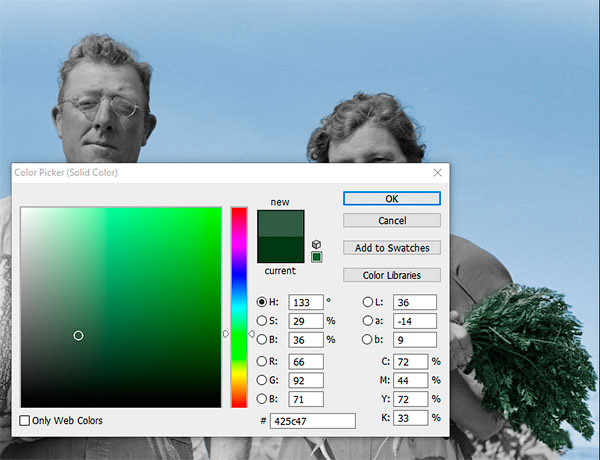 Color Picker (Solid Color)
new
OK
Cancel
Add to Swatches
current
Color Libraries
H: 133 °
L: 36
S: 29 %
a: -14
B: 36 %
b: 9
R: 66
C: 72 %
G: 92
M: 44 %
B: 71
Y: 72 %
# 425c47
K: 33 %
Only Web Colors